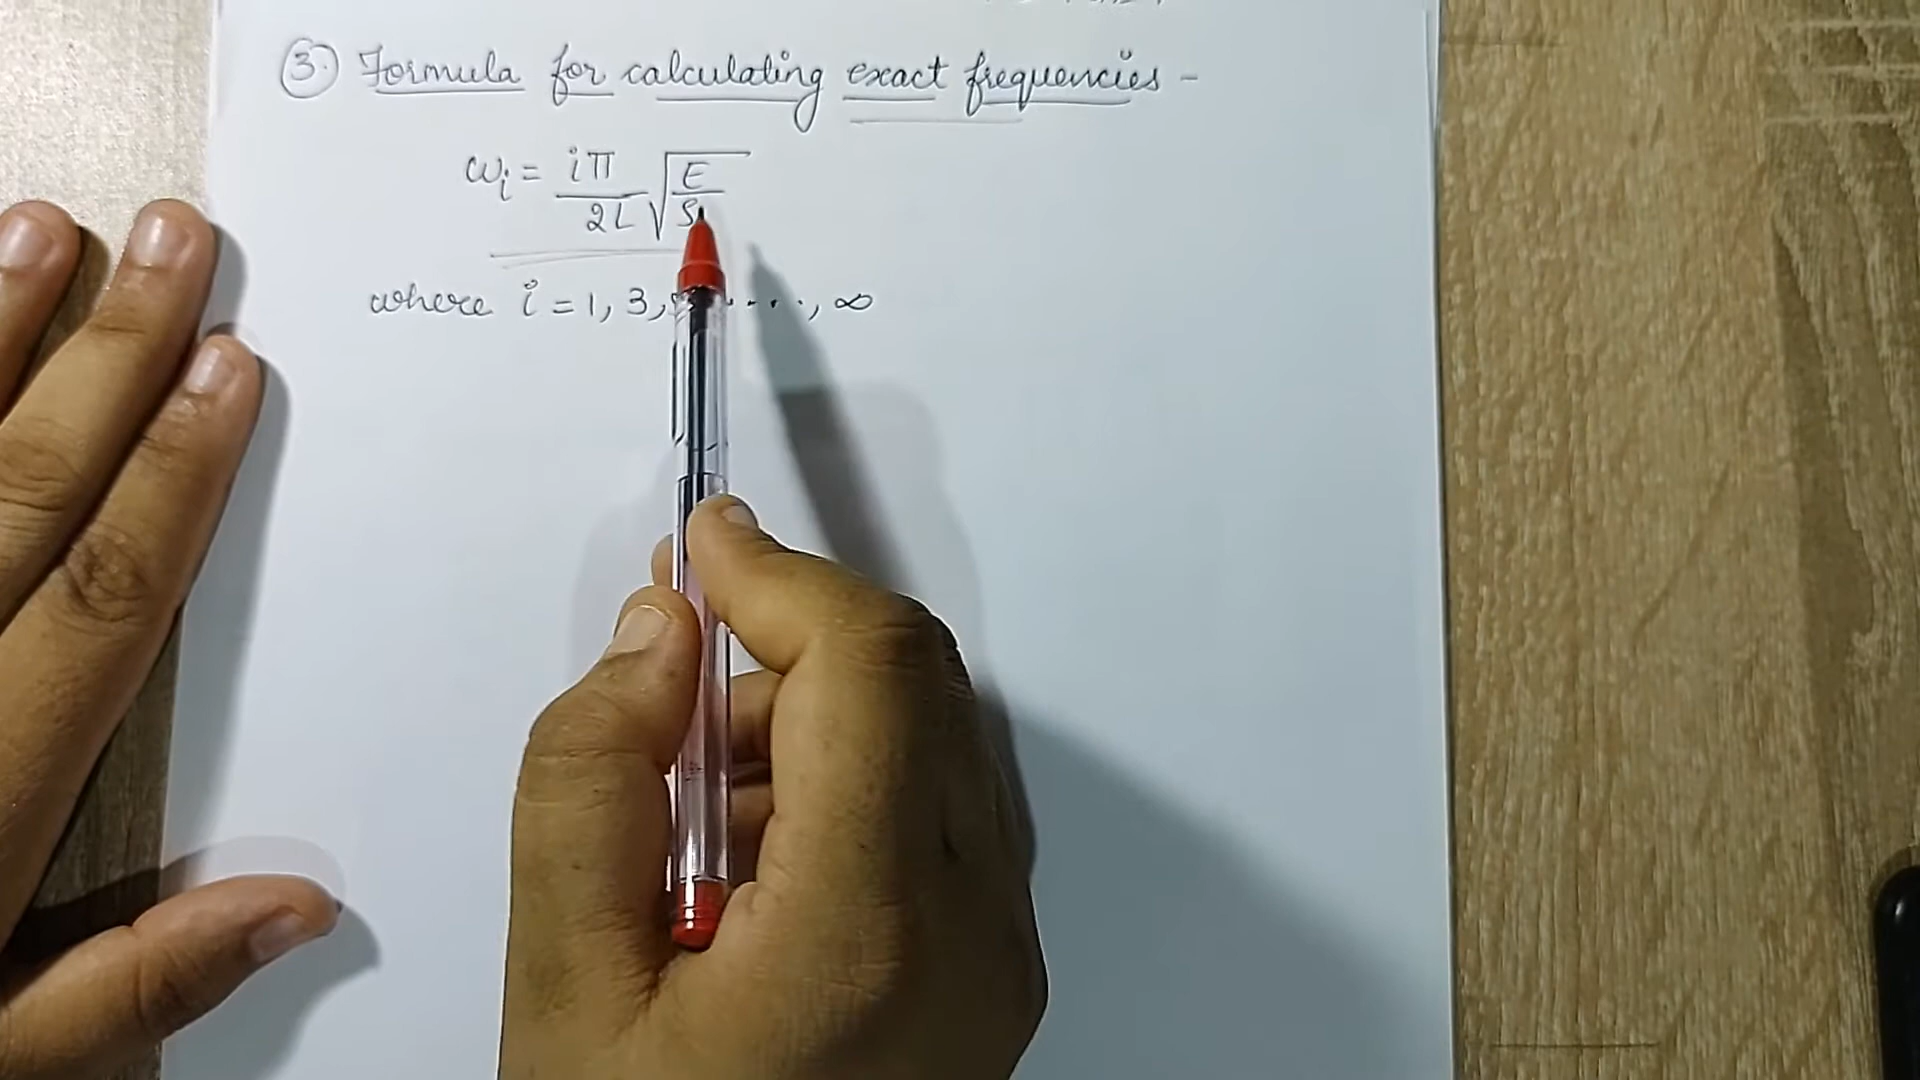 ③. Formula for calculating exact frequencies -
ωi = iπ/2L √E/S
where i = 1, 3, ....., ∞